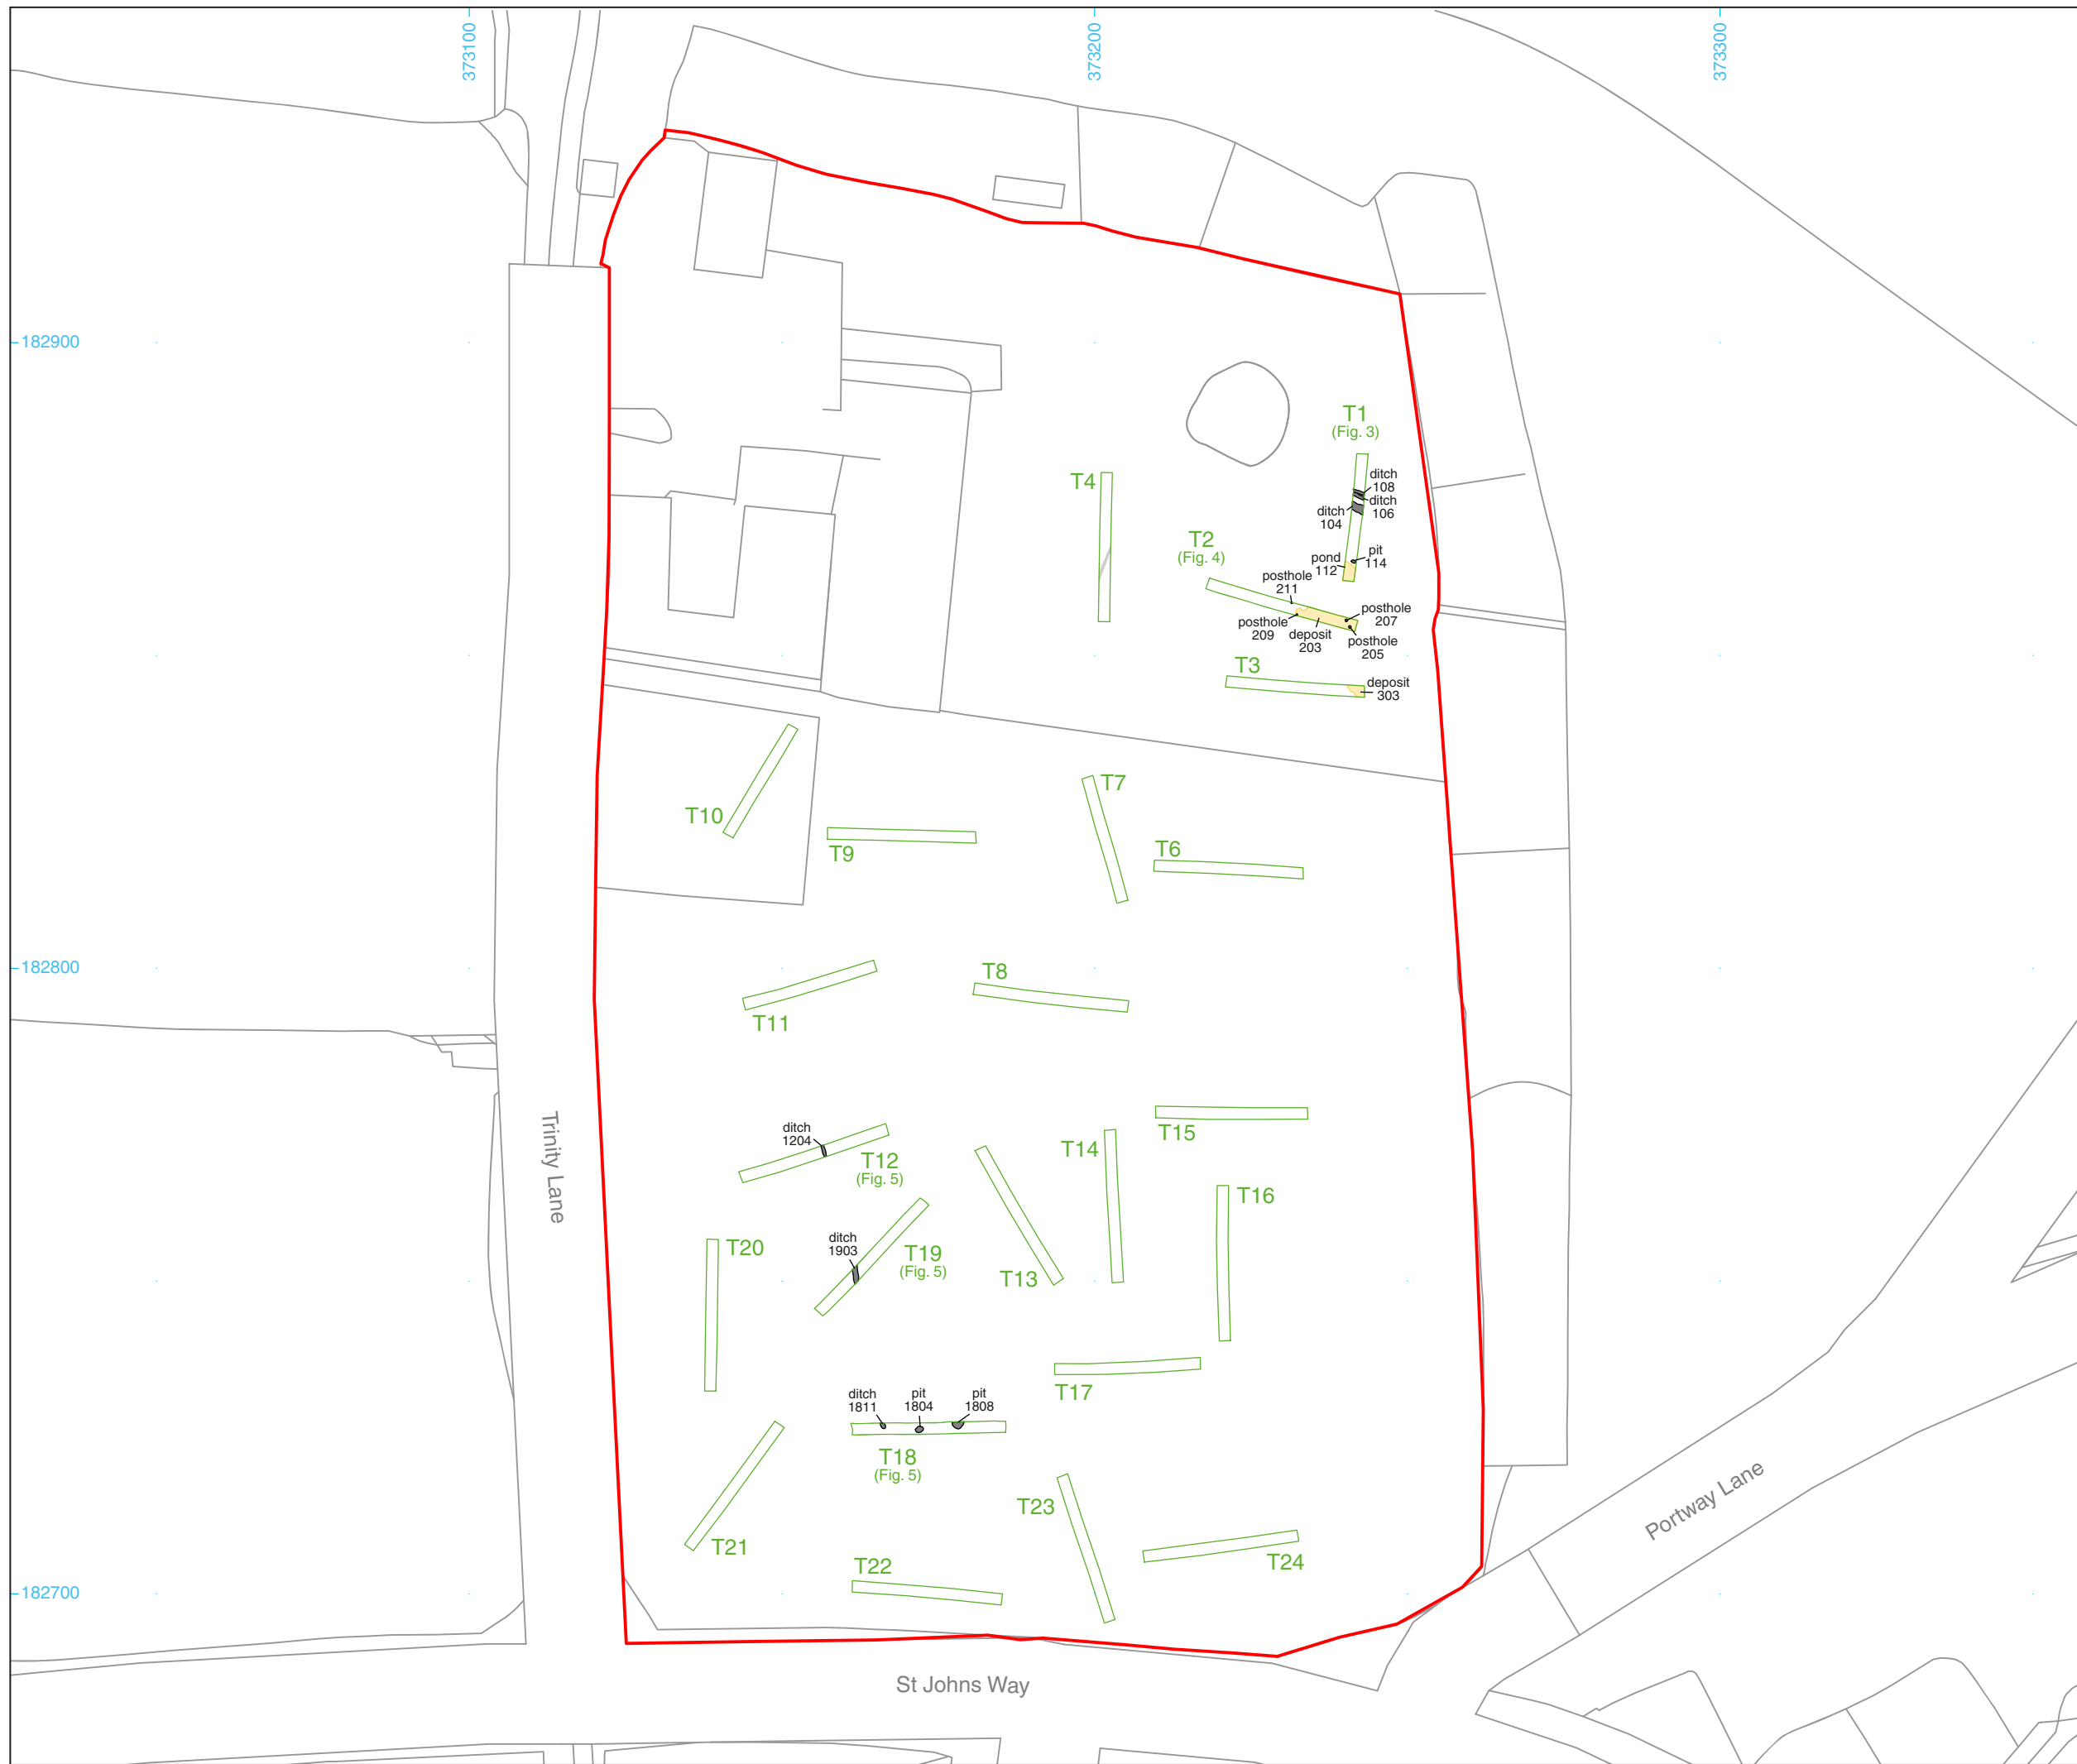 373100
373200
373300
182900
182800
182700
T1
(Fig. 3)
ditch
108
ditch
106
ditch
104
pit
114
pond
112
T4
T2
(Fig. 4)
posthole
211
posthole
207
posthole
209
deposit
203
posthole
205
T3
deposit
303
T10
T9
T7
T6
T11
T8
Trinity Lane
ditch
1204
T12
(Fig. 5)
T15
T14
T16
T13
T20
ditch
1903
T19
(Fig. 5)
T17
ditch
1811
pit
1804
pit
1808
T18
(Fig. 5)
T21
T22
T23
T24
Portway Lane
St Johns Way